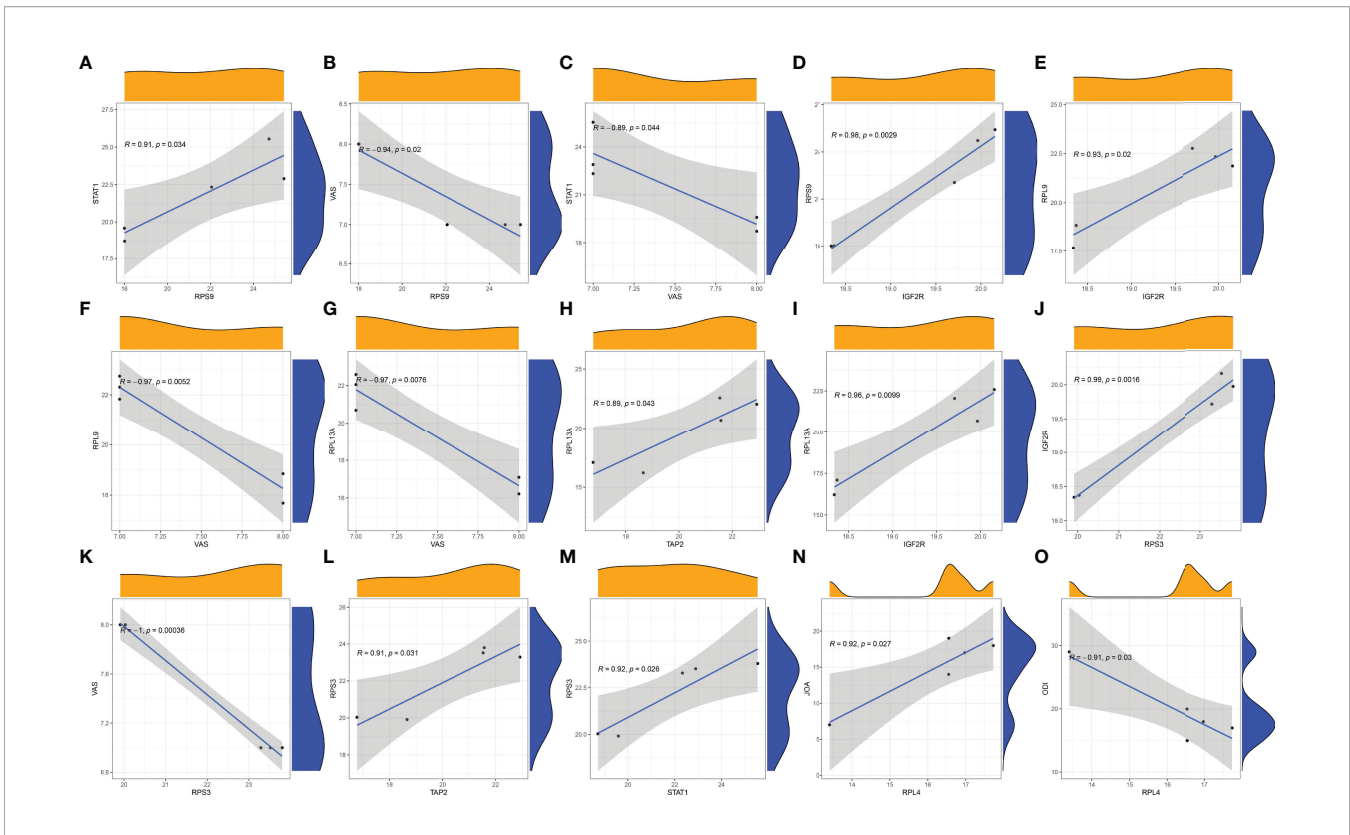 A
B
C
D
E
27.5
25.0
22.5
20.0
17.5
STAT1
R = 0.91, p = 0.034
18
20
22
24
RPS9
8.5
8.0
7.5
7.0
6.5
VAS
R = −0.94, p = 0.02
18
20
22
24
RPS9
24
21
18
STAT1
R = −0.89, p = 0.044
7.00
7.25
7.50
7.75
8.00
VAS
RPS9
R = 0.98, p = 0.0029
18.5
19.0
19.5
20.0
IGF2R
25.0
22.5
20.0
17.5
RPL9
R = 0.93, p = 0.02
18.5
19.0
19.5
20.0
IGF2R
F
G
H
I
J
22
20
18
RPL9
R = −0.97, p = 0.0052
7.00
7.25
7.50
7.75
8.00
VAS
22
20
18
16
RPL13A
R = −0.97, p = 0.0076
7.00
7.25
7.50
7.75
8.00
VAS
25
20
15
RPL13A
R = 0.89, p = 0.043
18
20
22
TAP2
22.5
20.0
17.5
15.0
RPL13A
R = 0.96, p = 0.0099
18.5
19.0
19.5
20.0
IGF2R
20.0
19.5
19.0
18.5
18.0
IGF2R
R = 0.99, p = 0.0016
20
21
22
23
RPS3
K
L
M
N
O
8.0
7.6
7.2
6.8
VAS
R = −1, p = 0.00036
20
21
22
23
RPS3
26
24
22
20
18
RPS3
R = 0.91, p = 0.031
18
20
22
TAP2
25.0
22.5
20.0
RPS3
R = 0.92, p = 0.026
20
22
24
STAT1
20
15
10
5
0
JOA
R = 0.92, p = 0.027
14
15
16
17
RPL4
30
20
10
ODI
R = −0.91, p = 0.03
14
15
16
17
RPL4